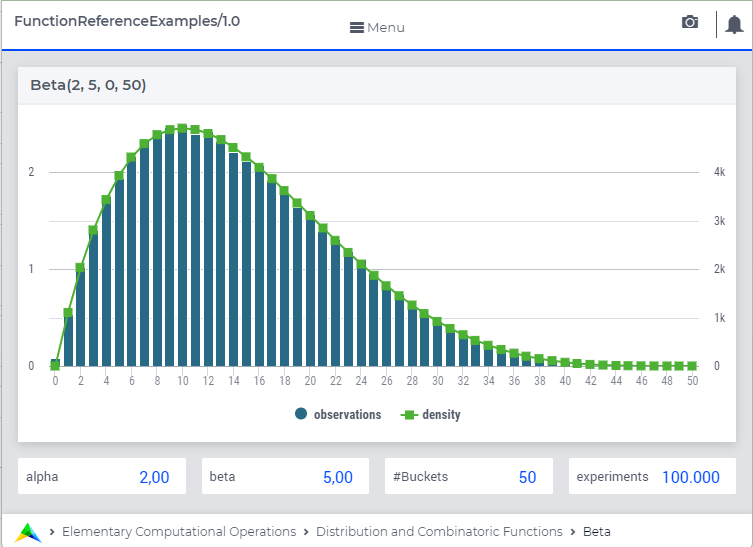 FunctionReferenceExamples/1.0
Menu
Beta(2, 5, 0, 50)
2 4k
3k
1 2k
1k
0 0
0 2 4 6 8 10 12 14 16 18 20 22 24 26 28 30 32 34 36 38 40 42 44 46 48 50
observations density
alpha 2,00 beta 5,00 #Buckets 50 experiments 100.000
Elementary Computational Operations Distribution and Combinatoric Functions Beta